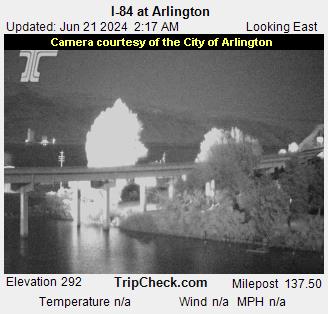 I-84 at Arlington
Updated: Jun 21 2024 2:17 AM Looking East
Camera courtesy of the City of Arlington
Elevation 292 TripCheck.com Milepost 137.50
Temperature n/a Wind n/a MPH n/a